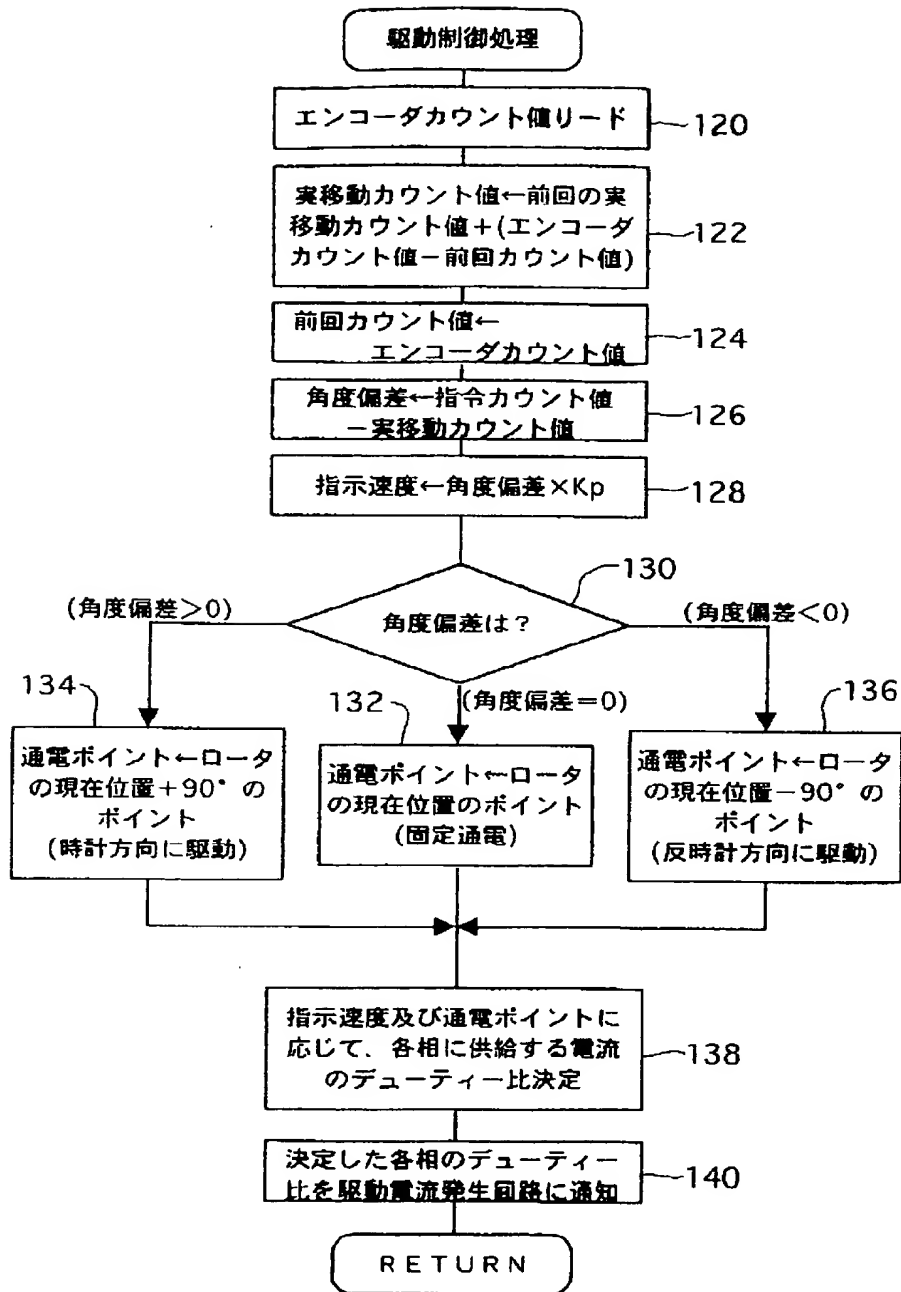 駆動制御処理
エンコーダカウント値リード
120
実移動カウント値←前回の実
移動カウント値+(エンコーダ
カウント値-前回カウント値)
122
前回カウント値←
エンコーダカウント値
124
角度偏差←指令カウント値
-実移動カウント値
126
指示速度←角度偏差×Kp
128
130
角度偏差は?
(角度偏差>0)
(角度偏差<0)
(角度偏差=0)
134
通電ポイント←ロータ
の現在位置+90°の
ポイント
(時計方向に駆動)
132
通電ポイント←ロータ
の現在位置のポイント
(固定通電)
136
通電ポイント←ロータ
の現在位置-90°の
ポイント
(反時計方向に駆動)
指示速度及び通電ポイントに
応じて、各相に供給する電流
のデューティー比決定
138
決定した各相のデューティー
比を駆動電流発生回路に通知
140
RETURN